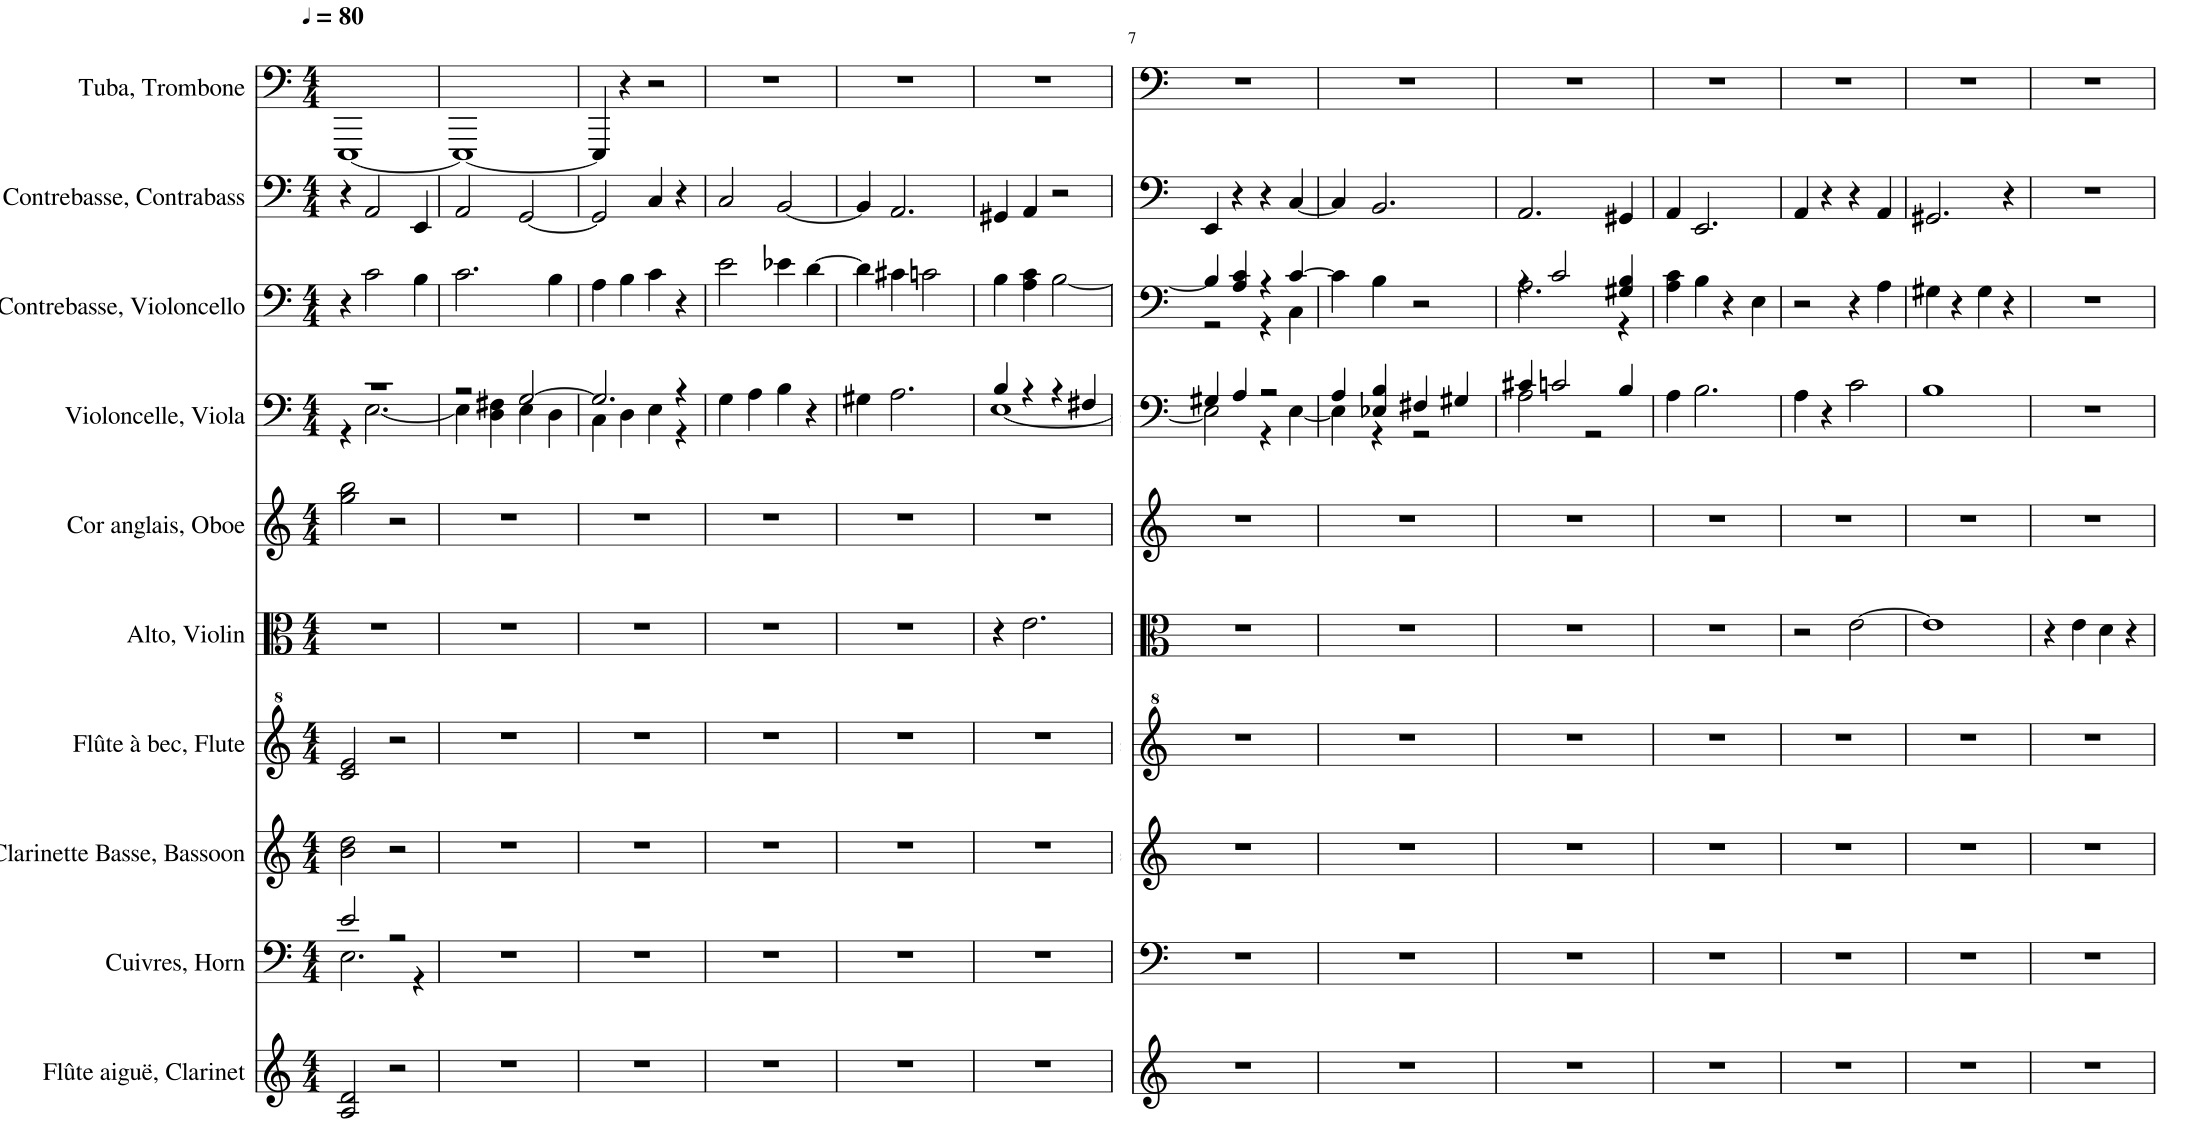 ♩ = 80
7
Tuba, Trombone
Contrebasse, Contrabass
Contrebasse, Violoncello
Violoncelle, Viola
Cor anglais, Oboe
Alto, Violin
8 8
Flûte à bec, Flute
Clarinette Basse, Bassoon
Cuivres, Horn
Flûte aiguë, Clarinet